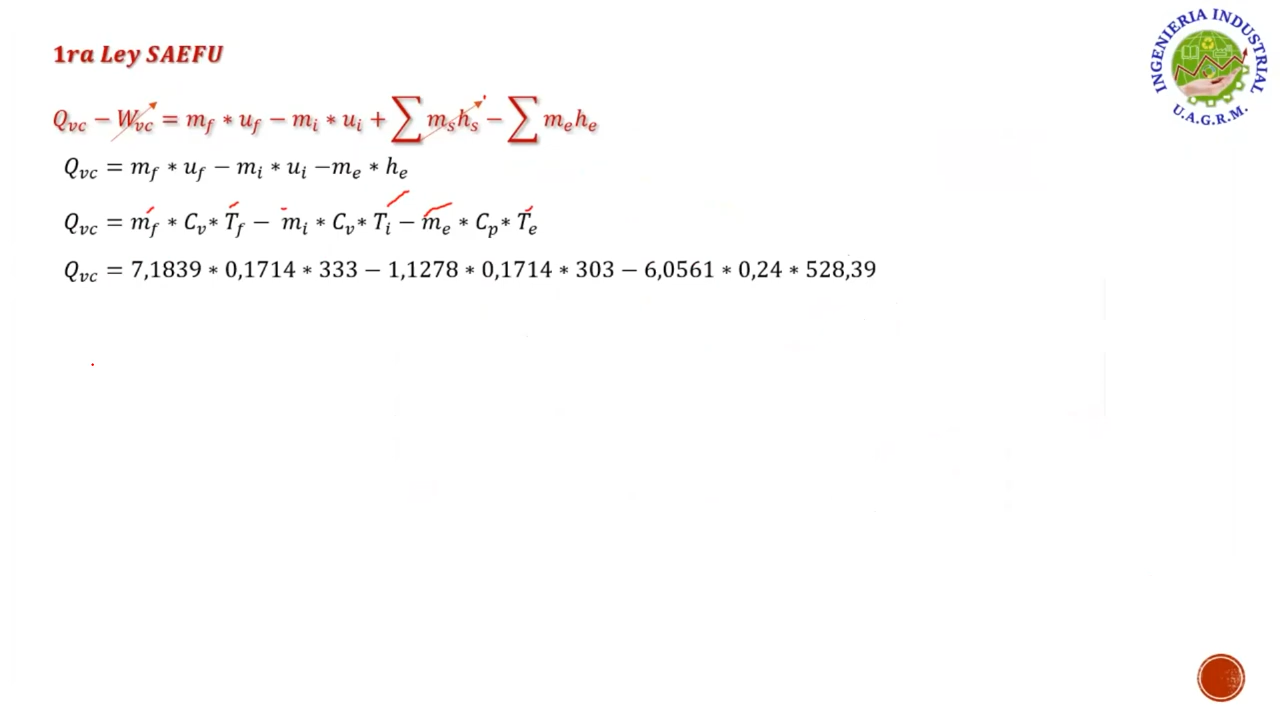 1ra Ley SAEFU
INGENIERIA INDUSTRIAL
U.A.G.R.M.
Q_vc − W_vc = m_f * u_f − m_i * u_i + ∑ m_s h_s − ∑ m_e h_e
Q_vc = m_f * u_f − m_i * u_i −m_e * h_e
Q_vc = m_f * C_v* T_f − m_i * C_v* T_i − m_e * C_p* T_e
Q_vc = 7,1839 * 0,1714 * 333 − 1,1278 * 0,1714 * 303 − 6,0561 * 0,24 * 528,39